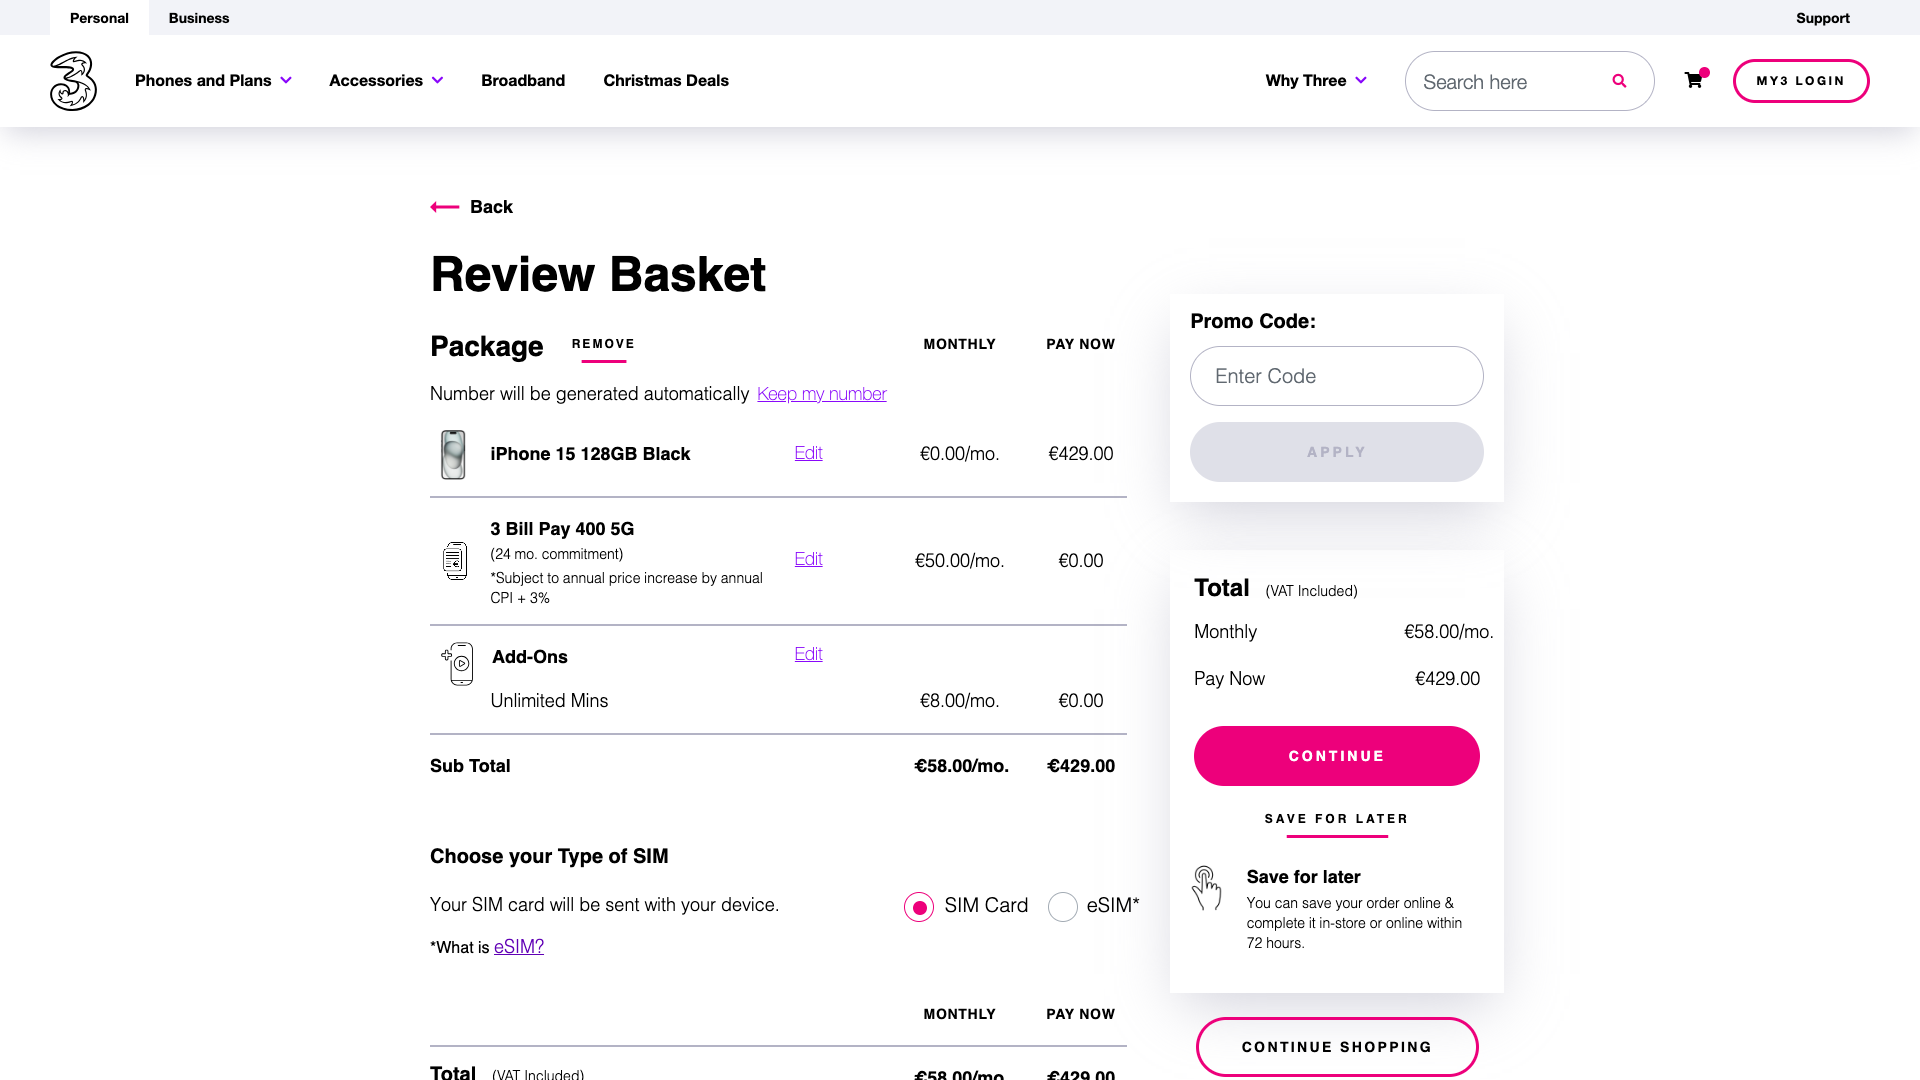 Personal
Business
Support
Phones and Plans
Accessories
Broadband
Christmas Deals
Why Three
Search here
MY3 LOGIN
Back
Review Basket
Package
REMOVE
MONTHLY
PAY NOW
Number will be generated automatically Keep my number
iPhone 15 128GB Black
Edit
€0.00/mo.
€429.00
3 Bill Pay 400 5G
(24 mo. commitment)
*Subject to annual price increase by annual
CPI + 3%
Edit
€50.00/mo.
€0.00
Add-Ons
Edit
Unlimited Mins
€8.00/mo.
€0.00
Sub Total
€58.00/mo.
€429.00
Choose your Type of SIM
Your SIM card will be sent with your device.
SIM Card
eSIM*
*What is eSIM?
MONTHLY
PAY NOW
Total (VAT Included)
€58.00/mo.
€429.00
Promo Code:
Enter Code
APPLY
Total (VAT Included)
Monthly
€58.00/mo.
Pay Now
€429.00
CONTINUE
SAVE FOR LATER
Save for later
You can save your order online &
complete it in-store or online within
72 hours.
CONTINUE SHOPPING